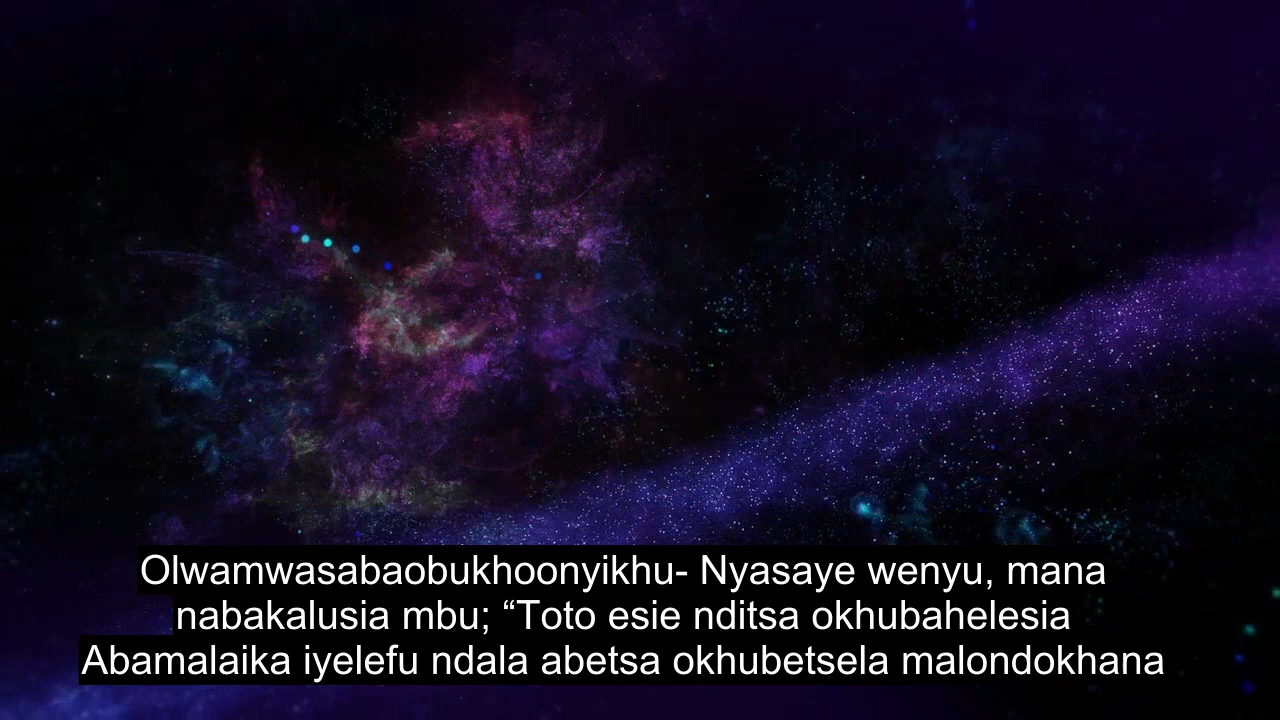 Olwamwasabaobukhoonyikhu- Nyasaye wenyu, mana
nabakalusia mbu; “Toto esie nditsa okhubahelesia
Abamalaika iyelefu ndala abetsa okhubetsela malondokhana